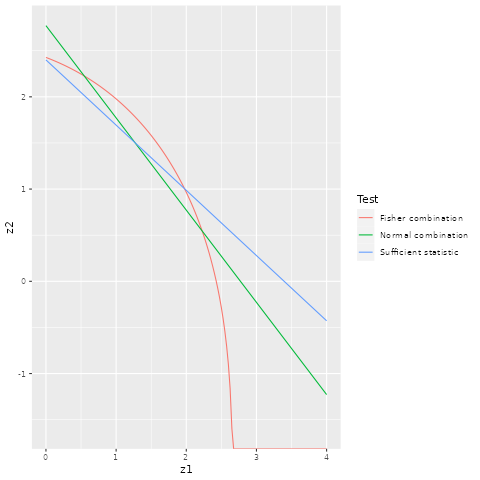 2
1
0
-1
z2
0
1
2
3
4
z1
Test
Fisher combination
Normal combination
Sufficient statistic